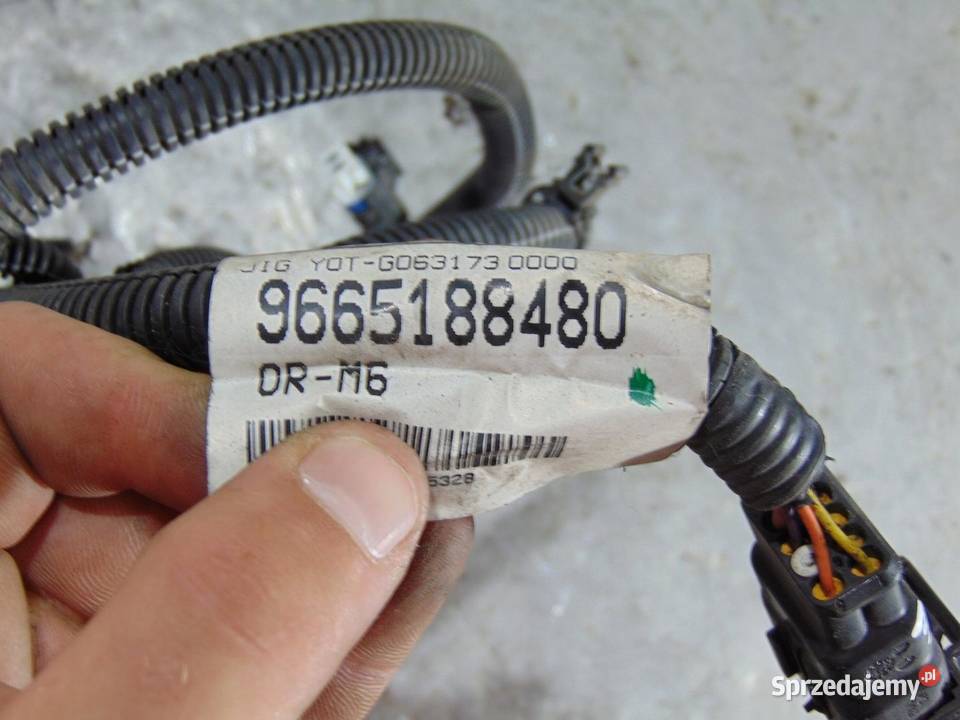 JIG YOT-G063173 0000
9665188480
DR-M6
5328
Sprzedajemy.pl